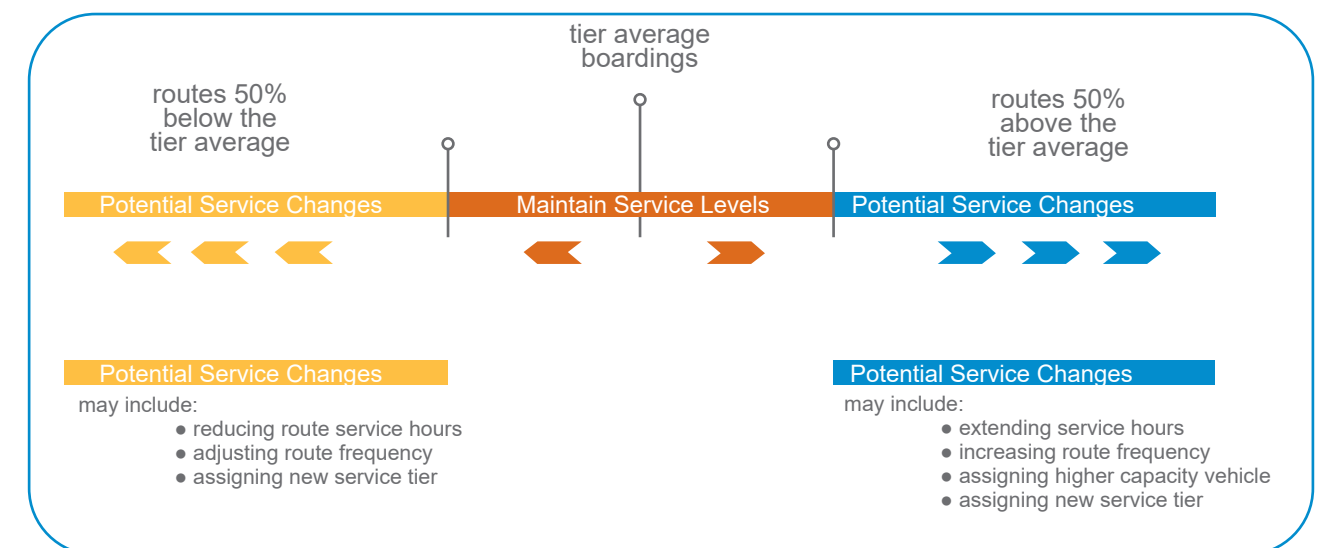 tier average
boardings
routes 50%
below the
tier average
routes 50%
above the
tier average
Potential Service Changes
Maintain Service Levels
Potential Service Changes
Potential Service Changes
may include:
● reducing route service hours
● adjusting route frequency
● assigning new service tier
Potential Service Changes
may include:
● extending service hours
● increasing route frequency
● assigning higher capacity vehicle
● assigning new service tier